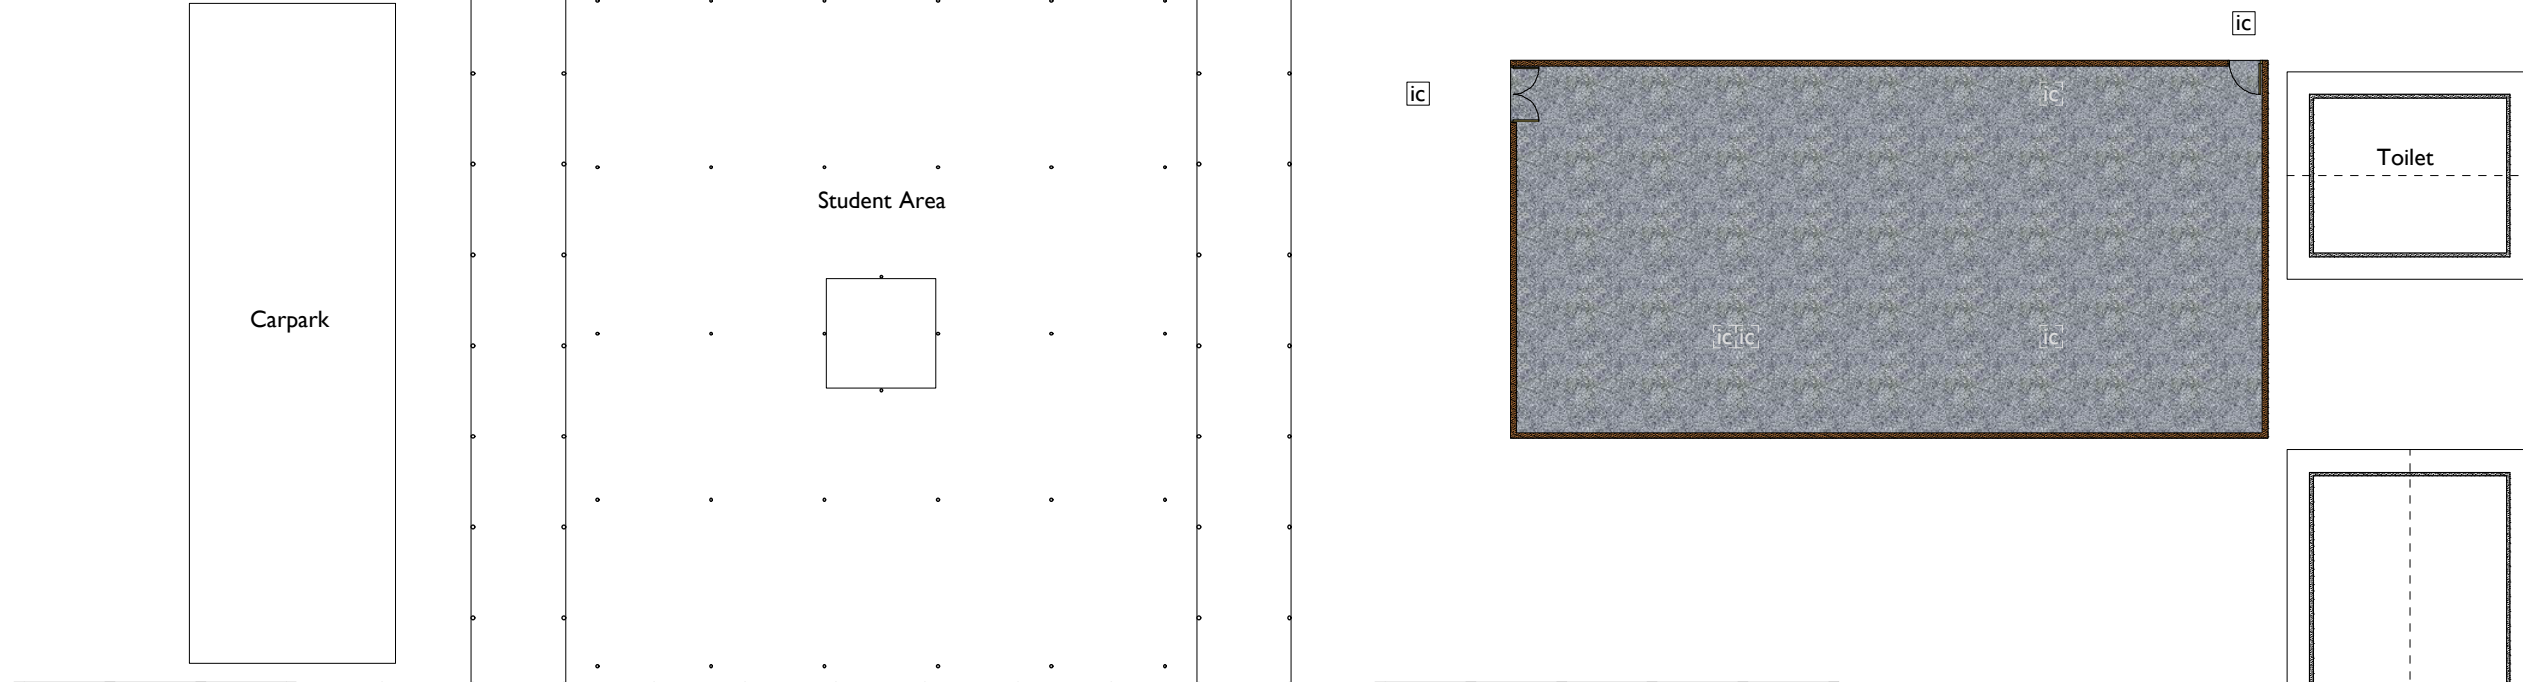 ic
ic
ic
Toilet
Student Area
Carpark
ic ic
ic